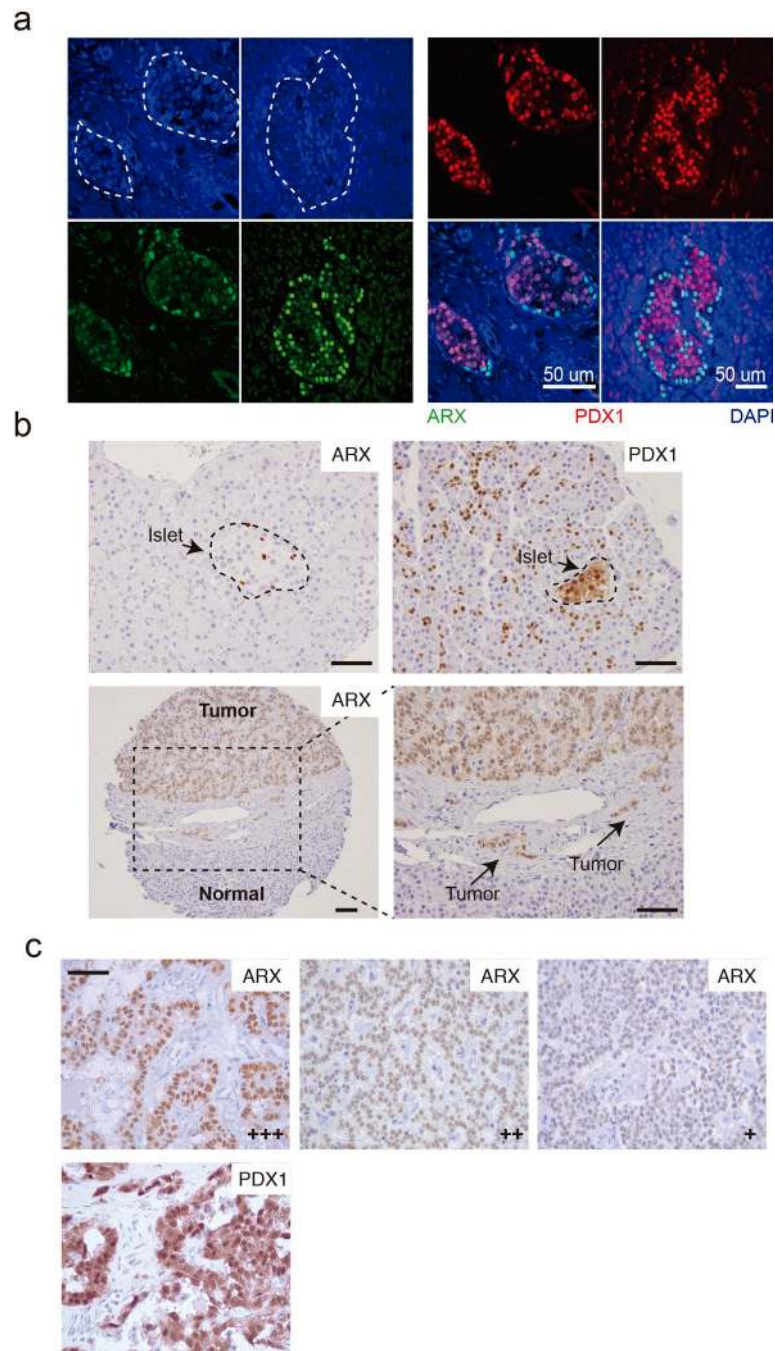 a
50 um
50 um
ARX PDX1 DAPI
b
ARX
PDX1
Islet
Islet
ARX
Tumor
Normal
Tumor
Tumor
c
ARX
+++
ARX
++
ARX
+
PDX1